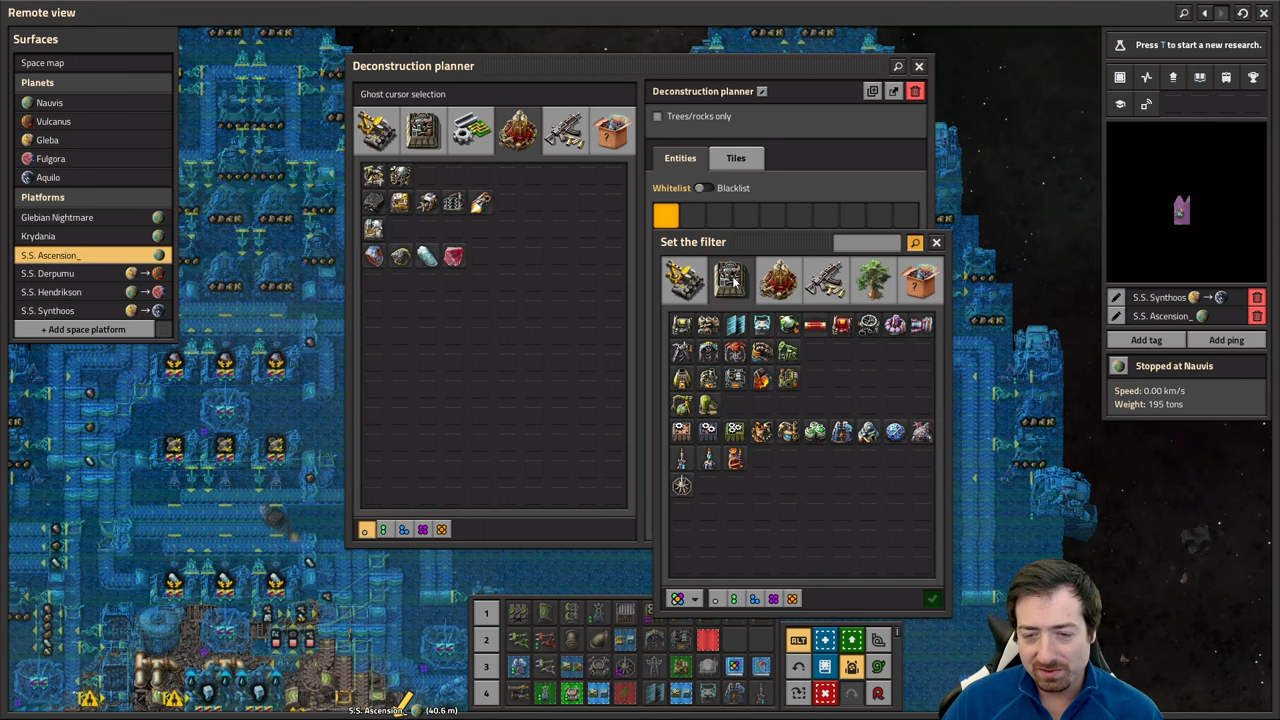 Remote view
Surfaces
Space map
Planets
Nauvis
Vulcanus
Gleba
Fulgora
Aquilo
Platforms
Glebian Nightmare
Krydania
S.S. Ascension_
S.S. Derpumu
S.S. Hendrikson
S.S. Synthoos
+ Add space platform
Deconstruction planner
Ghost cursor selection
?
Deconstruction planner
Trees/rocks only
Entities
Tiles
Whitelist
Blacklist
Set the filter
?
Press T to start a new research.
S.S. Synthoos
S.S. Ascension_
Add tag
Add ping
Stopped at Nauvis
Speed: 0.00 km/s
Weight: 195 tons
1
2
3
4
ALT
S.S. Ascension_ (40.6 m)